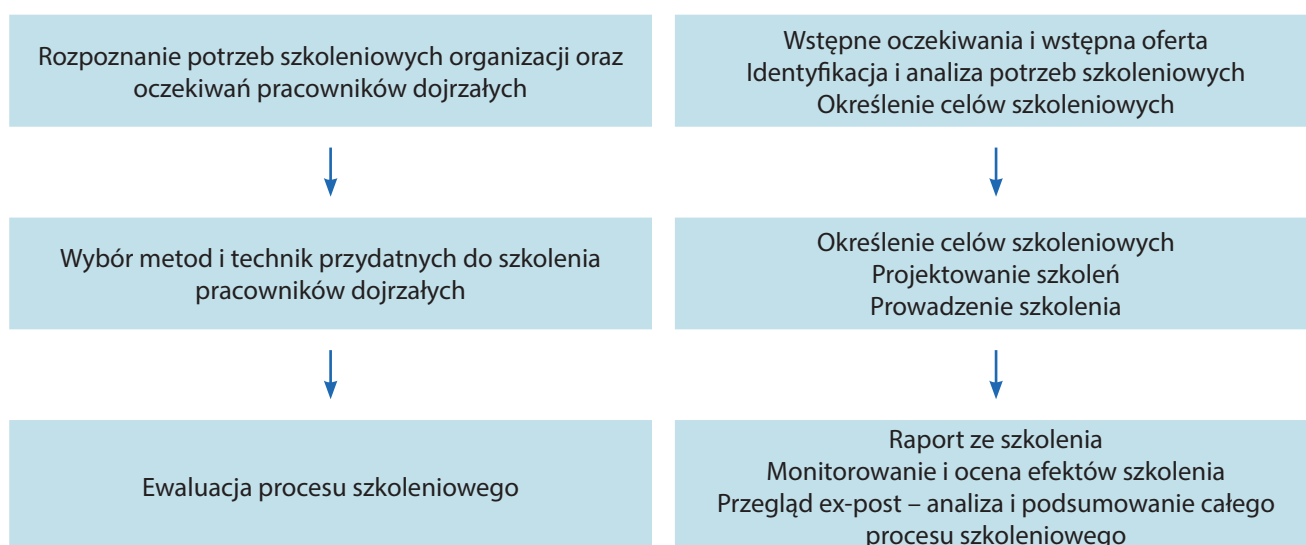 Rozpoznanie potrzeb szkoleniowych organizacji oraz
oczekiwań pracowników dojrzałych
Wstępne oczekiwania i wstępna oferta
Identyfikacja i analiza potrzeb szkoleniowych
Określenie celów szkoleniowych
Wybór metod i technik przydatnych do szkolenia
pracowników dojrzałych
Określenie celów szkoleniowych
Projektowanie szkoleń
Prowadzenie szkolenia
Ewaluacja procesu szkoleniowego
Raport ze szkolenia
Monitorowanie i ocena efektów szkolenia
Przegląd ex-post – analiza i podsumowanie całego
procesu szkoleniowego